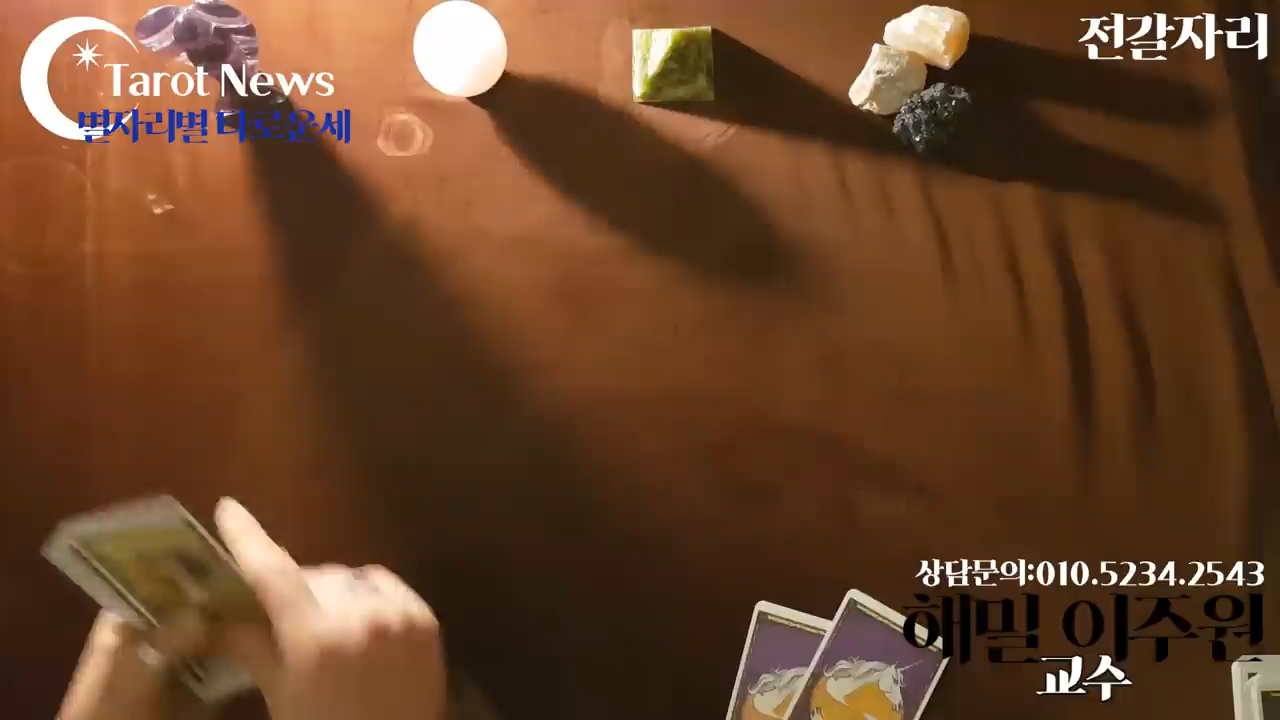 Tarot News
별자리별 타로운세
전갈자리
상담문의:010.5234.2543
해밀 이주원
교수